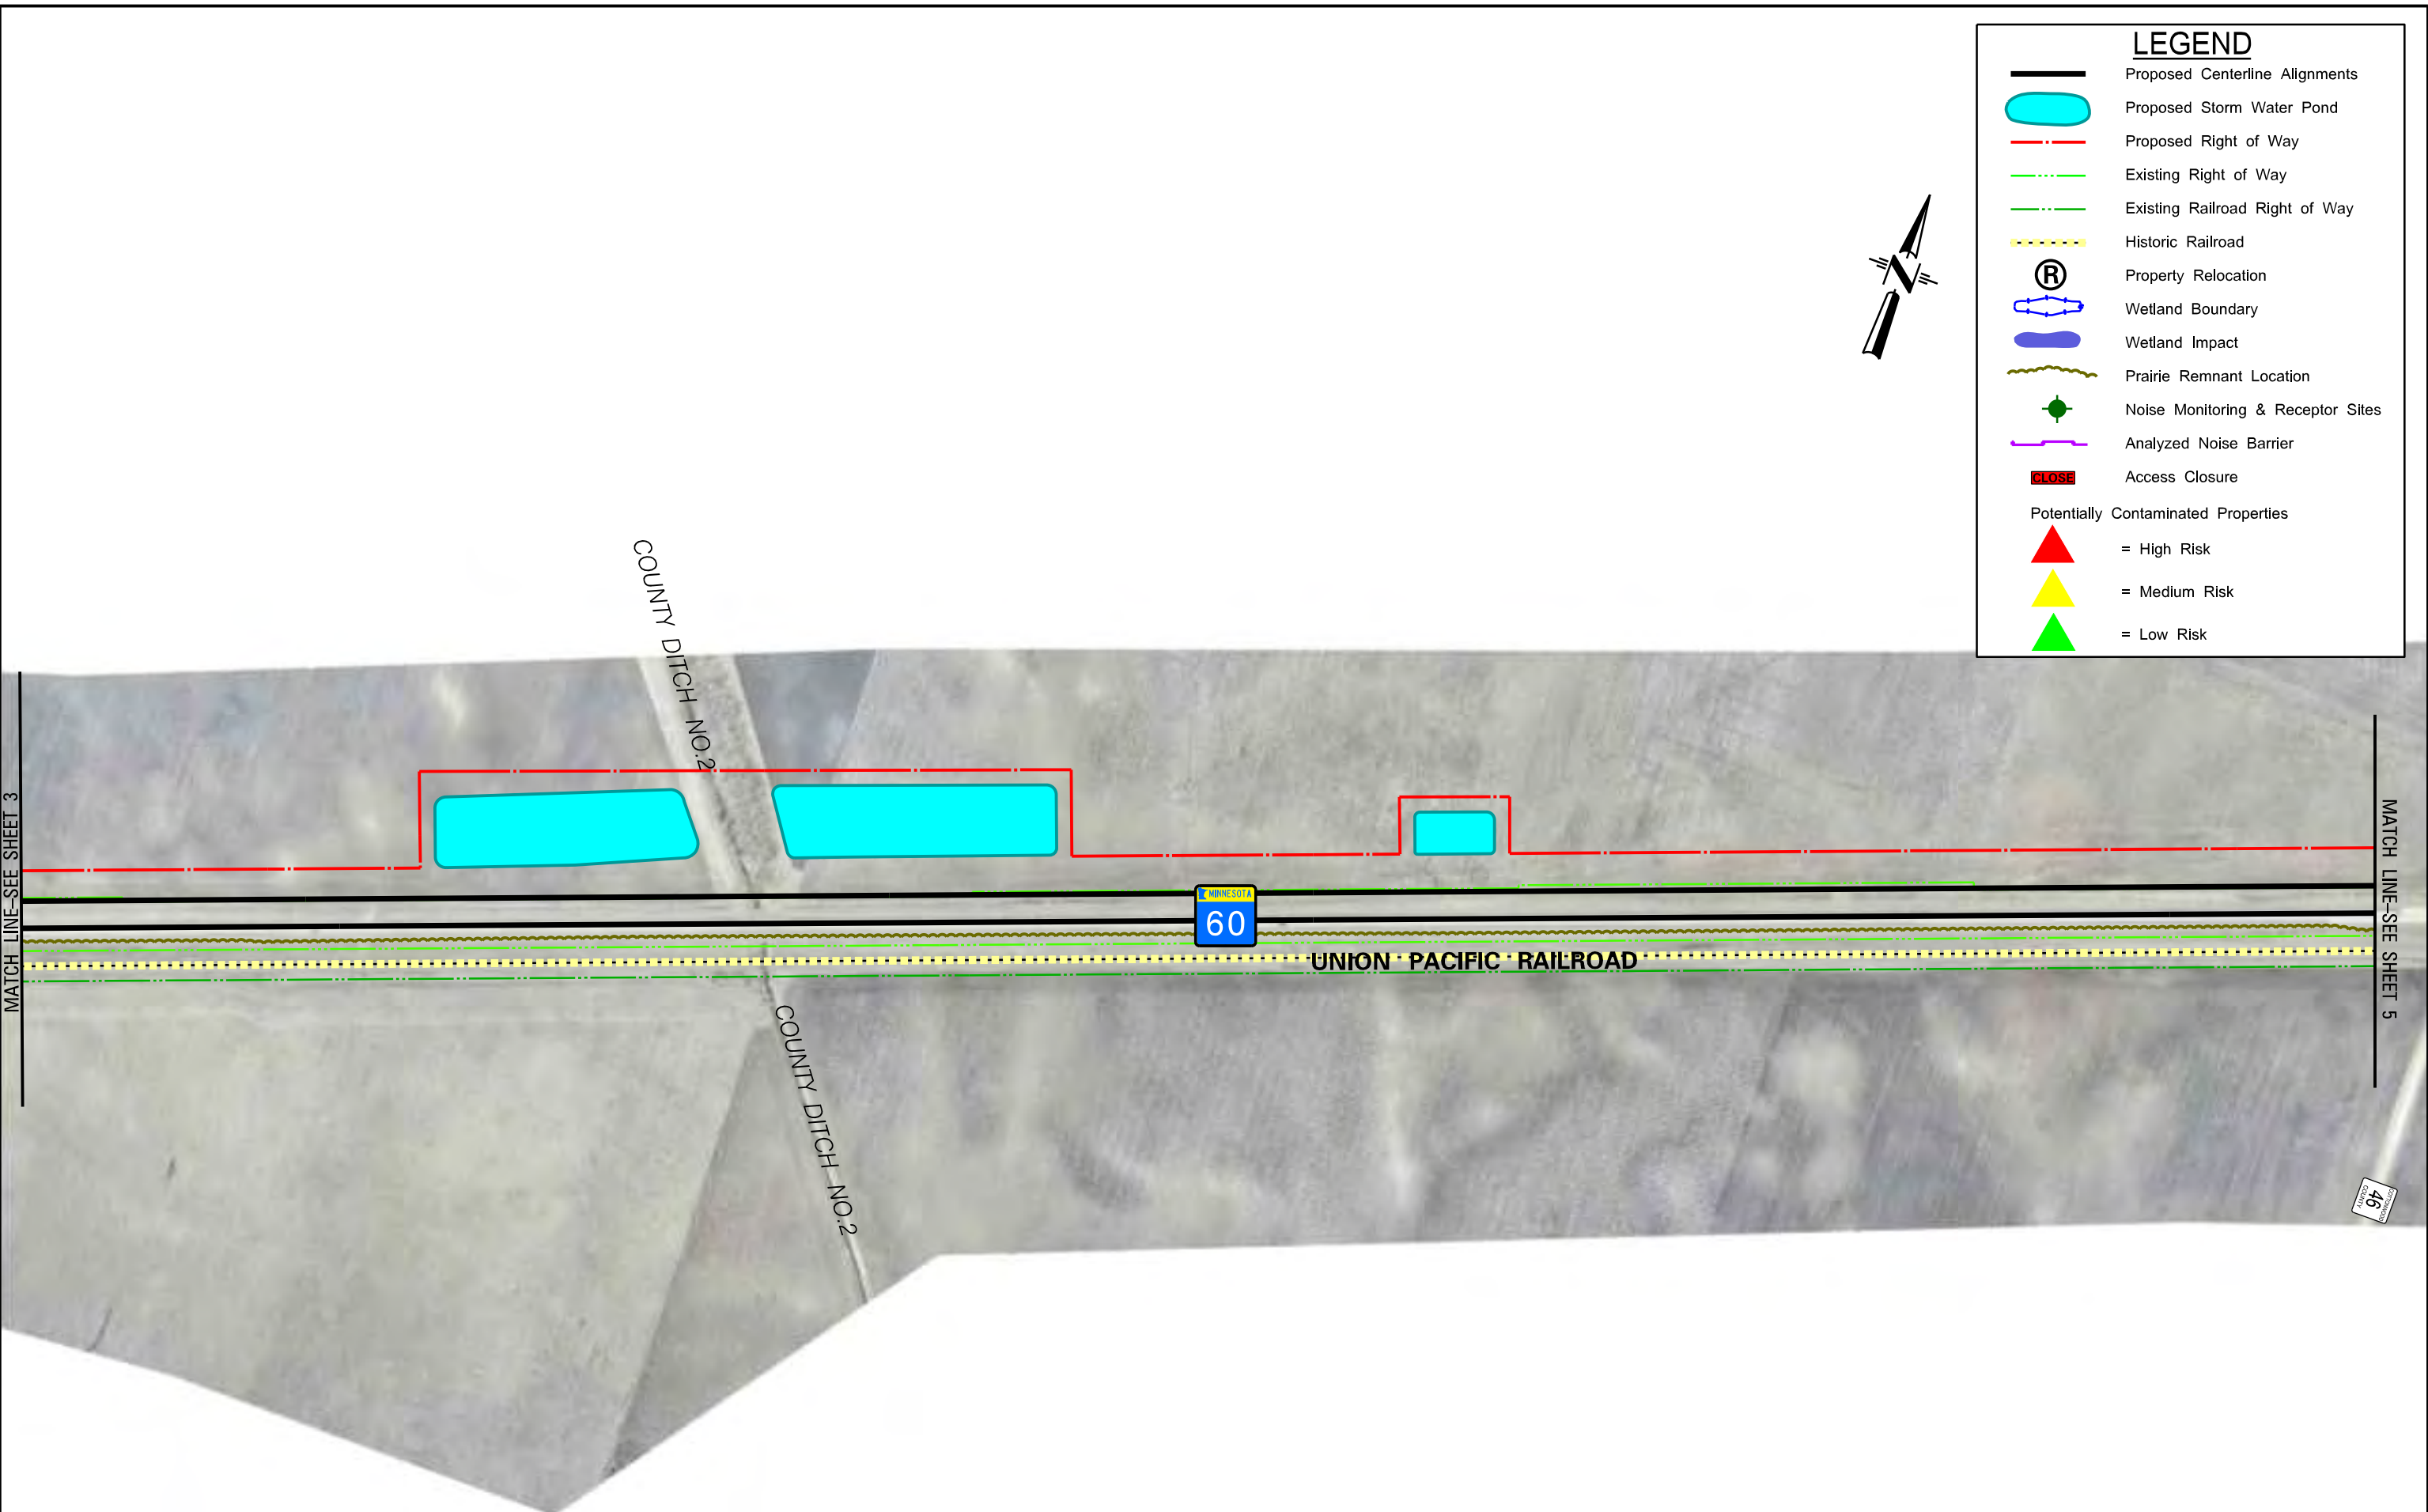 LEGEND
Proposed Centerline Alignments
Proposed Storm Water Pond
Proposed Right of Way
Existing Right of Way
Existing Railroad Right of Way
Historic Railroad
R
Property Relocation
Wetland Boundary
Wetland Impact
Prairie Remnant Location
Noise Monitoring & Receptor Sites
Analyzed Noise Barrier
CLOSE
Access Closure
Potentially Contaminated Properties
= High Risk
= Medium Risk
= Low Risk
N
COUNTY DITCH NO.2
MATCH LINE-SEE SHEET 3
MATCH LINE-SEE SHEET 5
MINNESOTA
60
UNION PACIFIC RAILROAD
COUNTY DITCH NO.2
COTTONWOOD
46
COUNTY